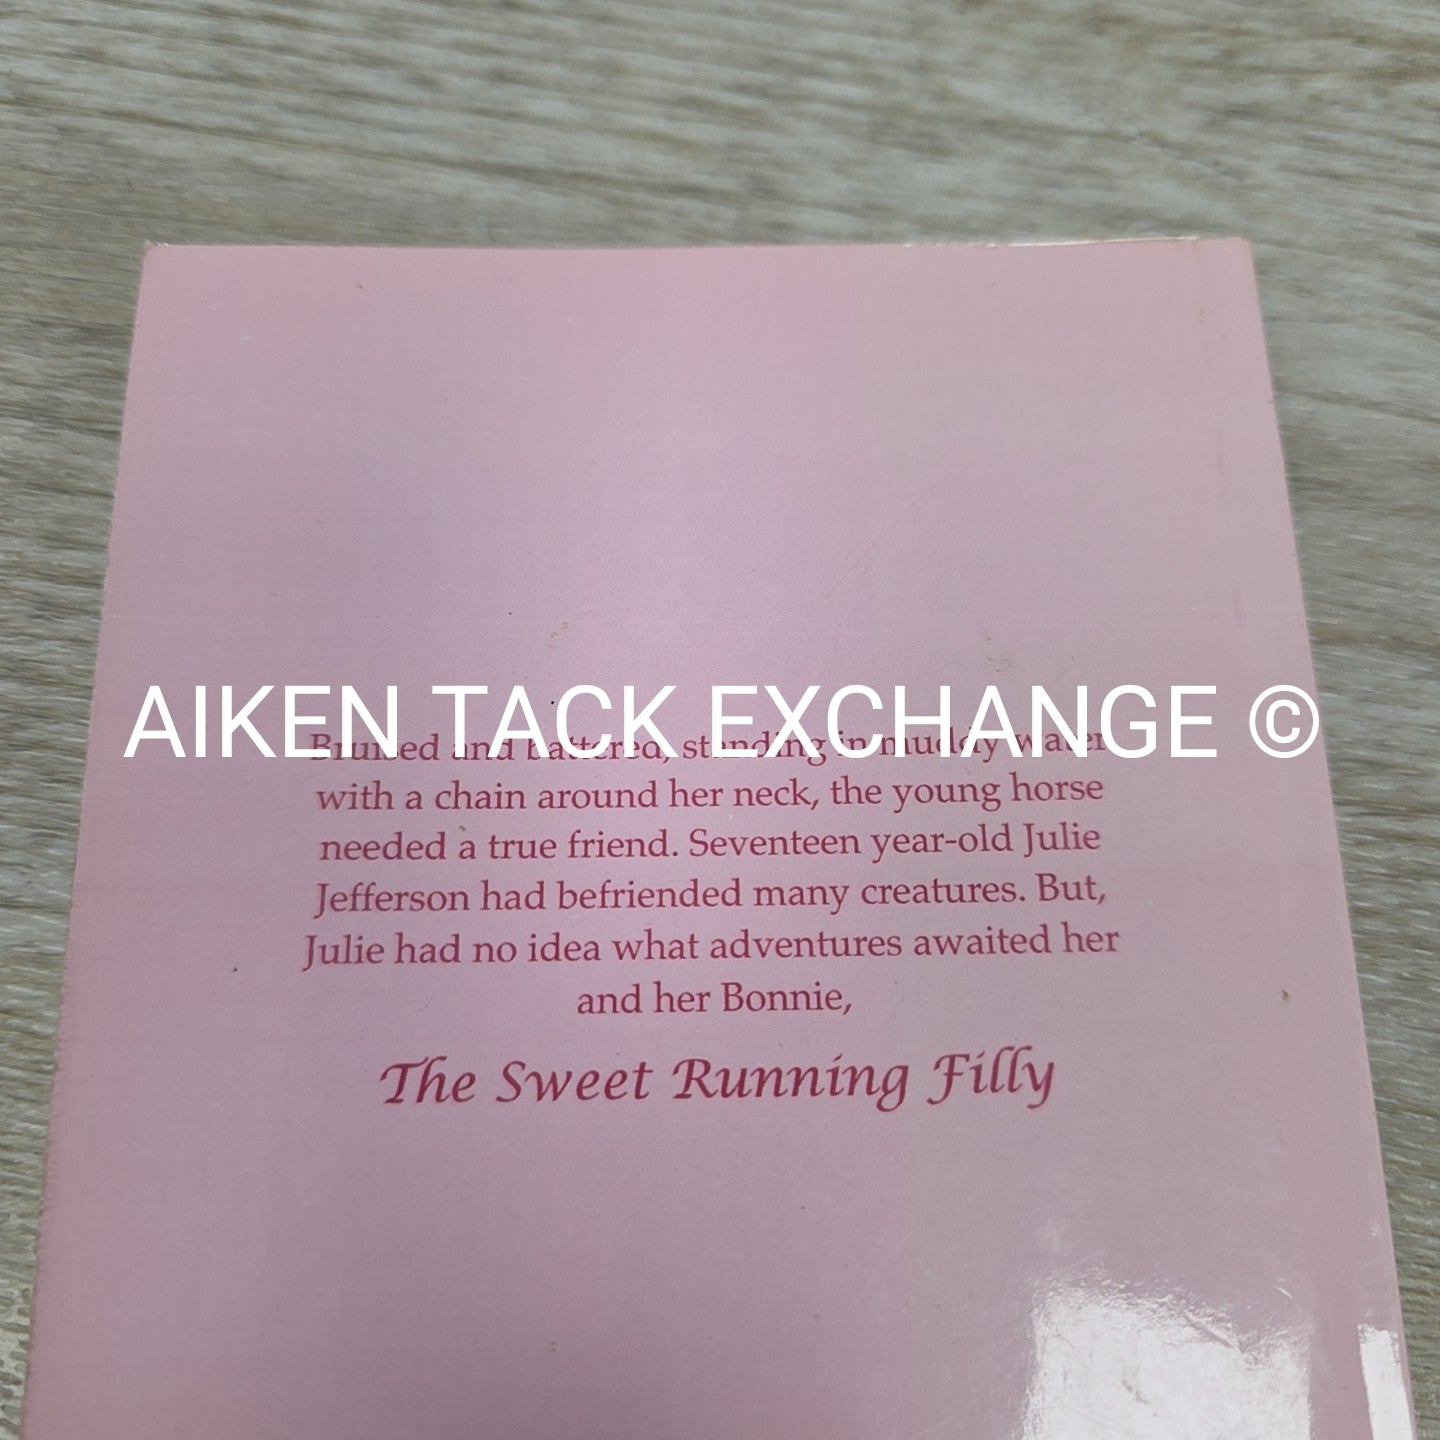 AIKEN TACK EXCHANGE ©
Bruised and battered, standing in muddy water
with a chain around her neck, the young horse
needed a true friend. Seventeen year-old Julie
Jefferson had befriended many creatures. But,
Julie had no idea what adventures awaited her
and her Bonnie,
The Sweet Running Filly